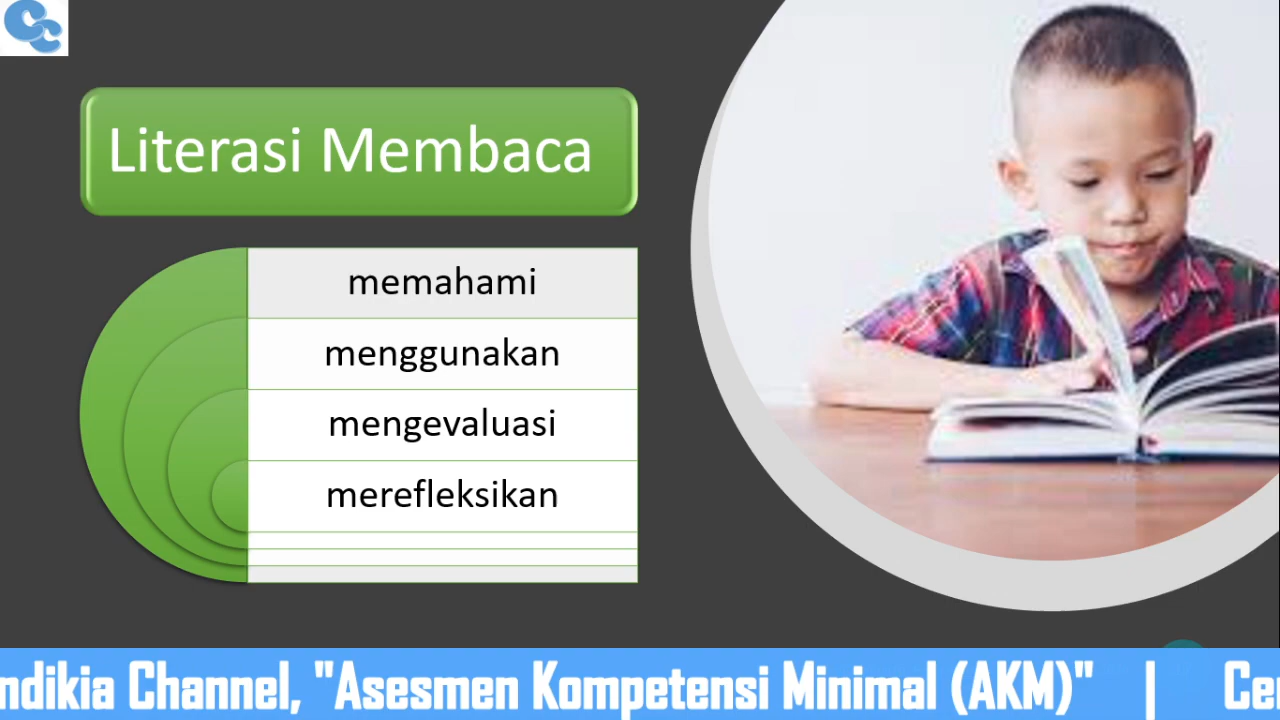 Literasi Membaca
memahami
menggunakan
mengevaluasi
merefleksikan
Channel, "Asesmen Kompetensi Minimal (AKM)" |